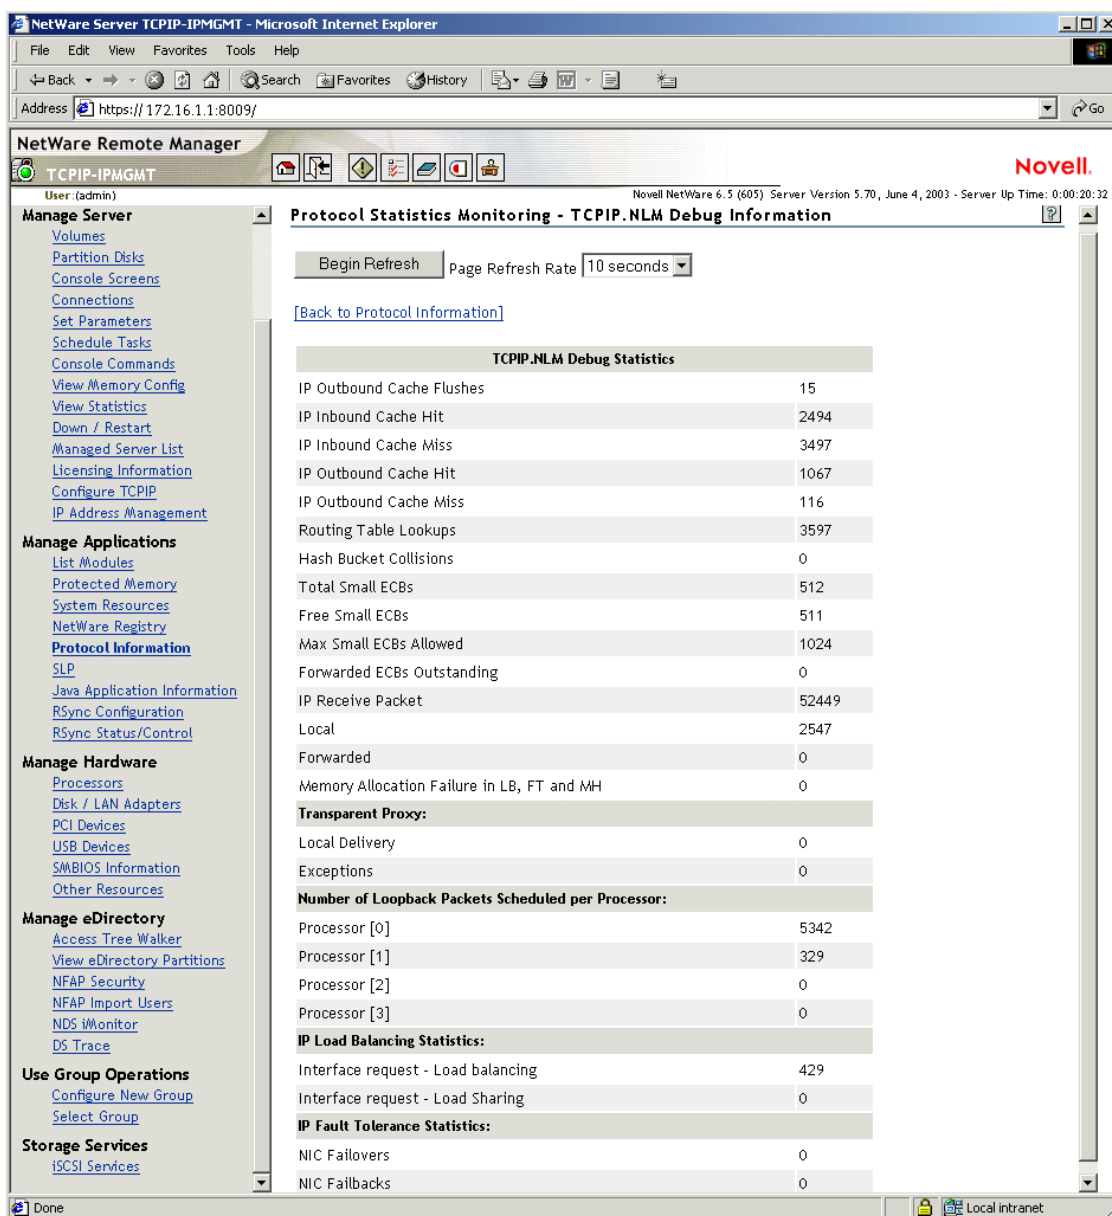 NetWare Server TCPIP-IPMGMT - Microsoft Internet Explorer
File Edit View Favorites Tools Help
Back Search Favorites History
Address https://172.16.1.1:8009/ Go
NetWare Remote Manager
TCPIP-IPMGMT
Novell.
User:(admin)
Novell NetWare 6.5 (605) Server Version 5.70, June 4, 2003 - Server Up Time: 0:00:20:32
Manage Server
Volumes
Partition Disks
Console Screens
Connections
Set Parameters
Schedule Tasks
Console Commands
View Memory Config
View Statistics
Down / Restart
Managed Server List
Licensing Information
Configure TCPIP
IP Address Management
Manage Applications
List Modules
Protected Memory
System Resources
NetWare Registry
Protocol Information
SLP
Java Application Information
RSync Configuration
RSync Status/Control
Manage Hardware
Processors
Disk / LAN Adapters
PCI Devices
USB Devices
SMBIOS Information
Other Resources
Manage eDirectory
Access Tree Walker
View eDirectory Partitions
NFAP Security
NFAP Import Users
NDS iMonitor
DS Trace
Use Group Operations
Configure New Group
Select Group
Storage Services
iSCSI Services
Protocol Statistics Monitoring - TCPIP.NLM Debug Information
Begin Refresh Page Refresh Rate 10 seconds
[Back to Protocol Information]
TCPIP.NLM Debug Statistics
IP Outbound Cache Flushes 15
IP Inbound Cache Hit 2494
IP Inbound Cache Miss 3497
IP Outbound Cache Hit 1067
IP Outbound Cache Miss 116
Routing Table Lookups 3597
Hash Bucket Collisions 0
Total Small ECBs 512
Free Small ECBs 511
Max Small ECBs Allowed 1024
Forwarded ECBs Outstanding 0
IP Receive Packet 52449
Local 2547
Forwarded 0
Memory Allocation Failure in LB, FT and MH 0
Transparent Proxy:
Local Delivery 0
Exceptions 0
Number of Loopback Packets Scheduled per Processor:
Processor [0] 5342
Processor [1] 329
Processor [2] 0
Processor [3] 0
IP Load Balancing Statistics:
Interface request - Load balancing 429
Interface request - Load Sharing 0
IP Fault Tolerance Statistics:
NIC Failovers 0
NIC Failbacks 0
Done Local intranet